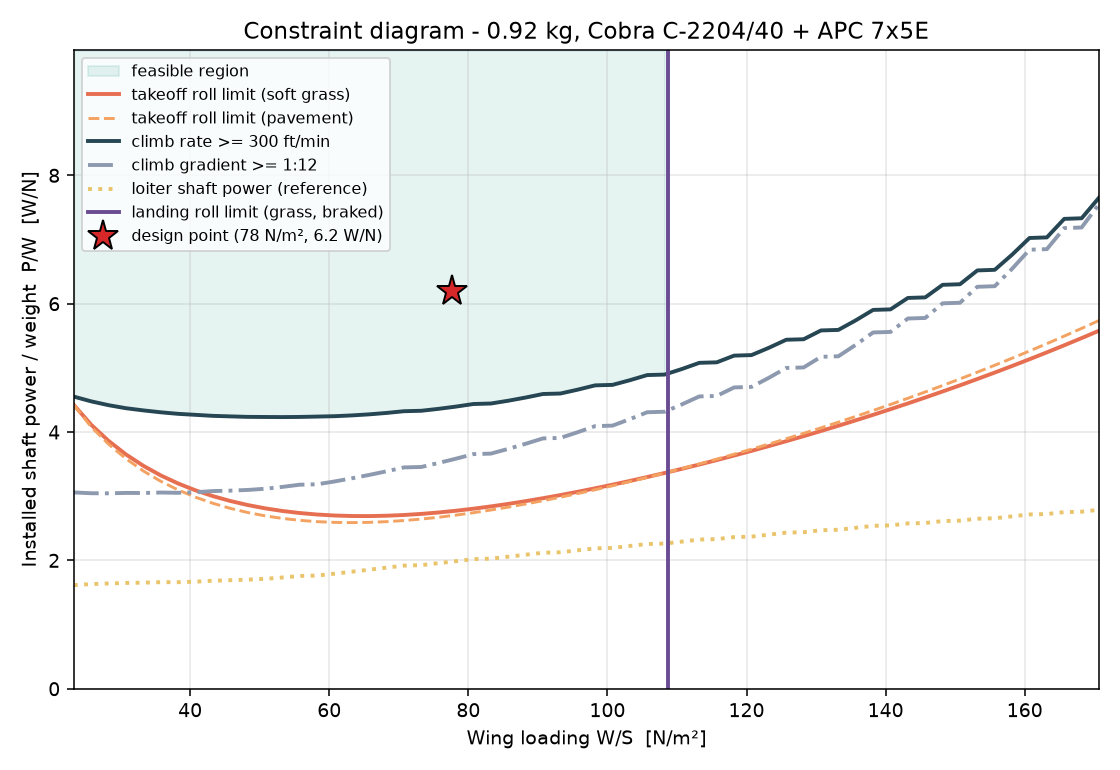 Constraint diagram - 0.92 kg, Cobra C-2204/40 + APC 7x5E
feasible region
takeoff roll limit (soft grass)
takeoff roll limit (pavement)
climb rate >= 300 ft/min
climb gradient >= 1:12
loiter shaft power (reference)
landing roll limit (grass, braked)
design point (78 N/m², 6.2 W/N)
Installed shaft power / weight P/W [W/N]
8
6
4
2
0
40 60 80 100 120 140 160
Wing loading W/S [N/m²]